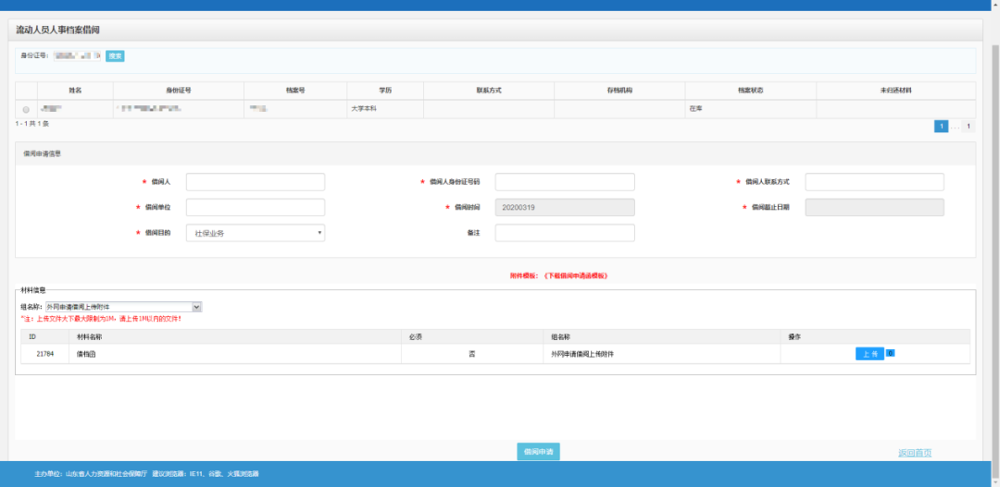 流动人员人事档案借阅
身份证号： 搜索
姓名 身份证号 档案号 学历 联系方式 存档机构 档案状态 未归还材料
大学本科 在库
1 - 1 共 1 条 1 ... 1
借阅申请信息
* 借阅人 * 借阅人身份证号码 * 借阅人联系方式
* 借阅单位 * 借阅时间 20200319 * 借阅截止日期
* 借阅目的 社保业务 备注
附件模板：《下载借阅申请函模板》
材料信息
组名称： 外网申请借阅上传附件
*注：上传文件大下最大限制为1M，请上传1M以内的文件！
ID 材料名称 必须 组名称 操作
21784 借档函 否 外网申请借阅上传附件 上传 0
借阅申请 返回首页
主办单位：山东省人力资源和社会保障厅 建议浏览器：IE11、谷歌、火狐浏览器